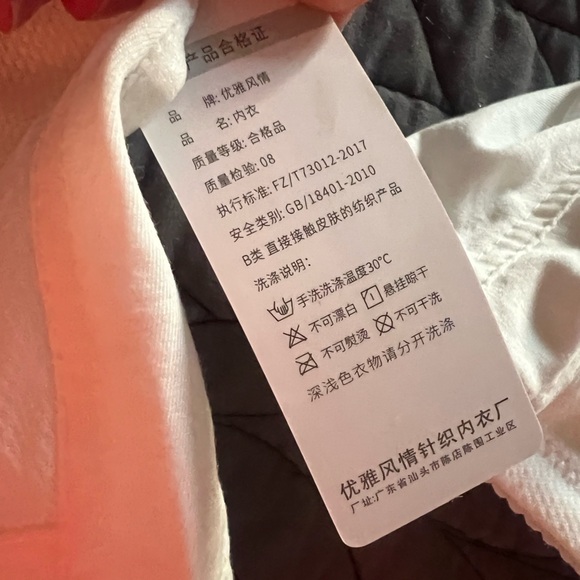 产品合格证
品 牌:优雅风情
品 名:内衣
质量等级:合格品
质量检验:08
执行标准:FZ/T73012-2017
安全类别:GB/18401-2010
B类 直接接触皮肤的纺织产品
洗涤说明:
手洗洗涤温度30°C
不可漂白 悬挂晾干
不可熨烫 不可干洗
深浅色衣物请分开洗涤
优雅风情针织内衣厂
厂址:广东省汕头市陈店陈围工业区